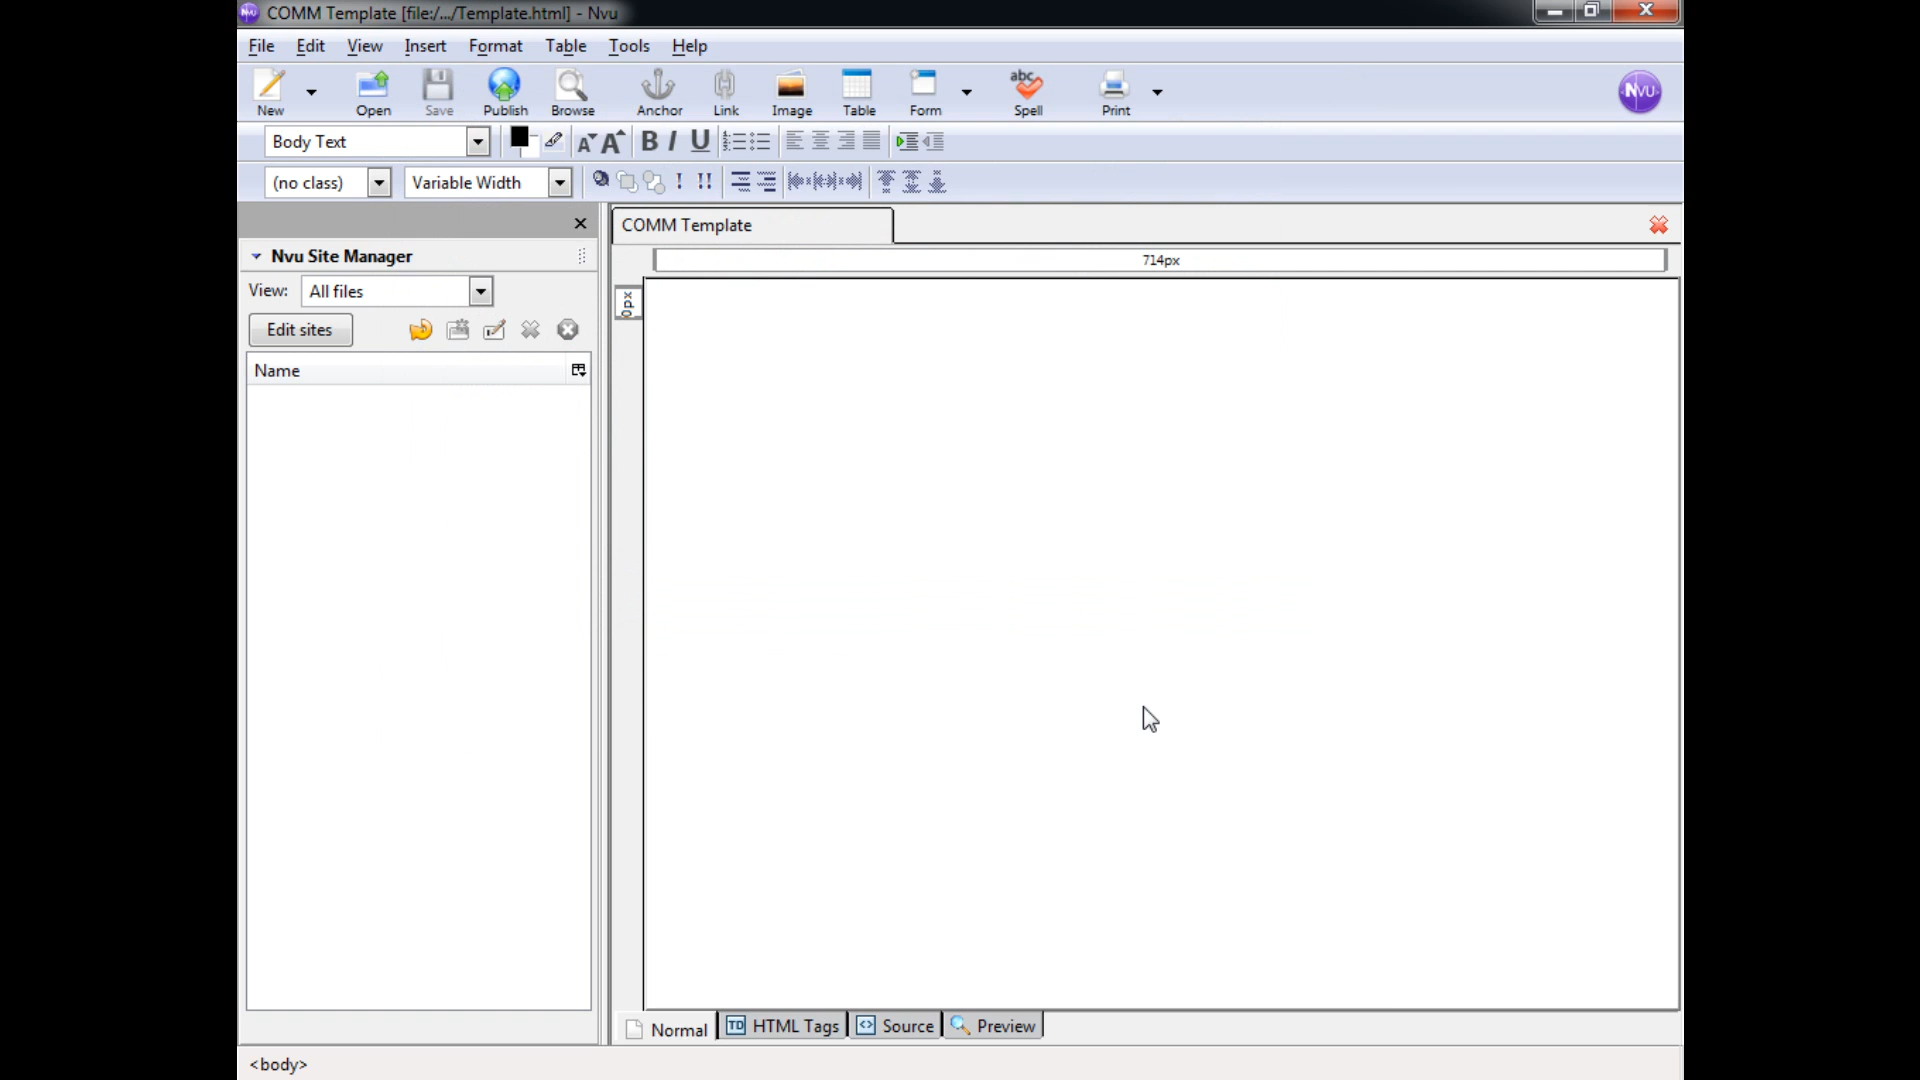 COMM Template [file:/.../Template.html] - Nvu
File Edit View Insert Format Table Tools Help
New Open Save Publish Browse Anchor Link Image Table Form abc Spell Print NVU
Body Text B I U
(no class) Variable Width ! !!
COMM Template
Nvu Site Manager
714px
View: All files
0px
Edit sites
Name
Normal TD HTML Tags Source Preview
<body>